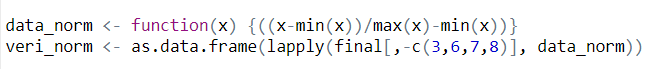 data_norm <- function(x) {((x-min(x))/max(x)-min(x))}
veri_norm <- as.data.frame(lapply(final[,-c(3,6,7,8)], data_norm))